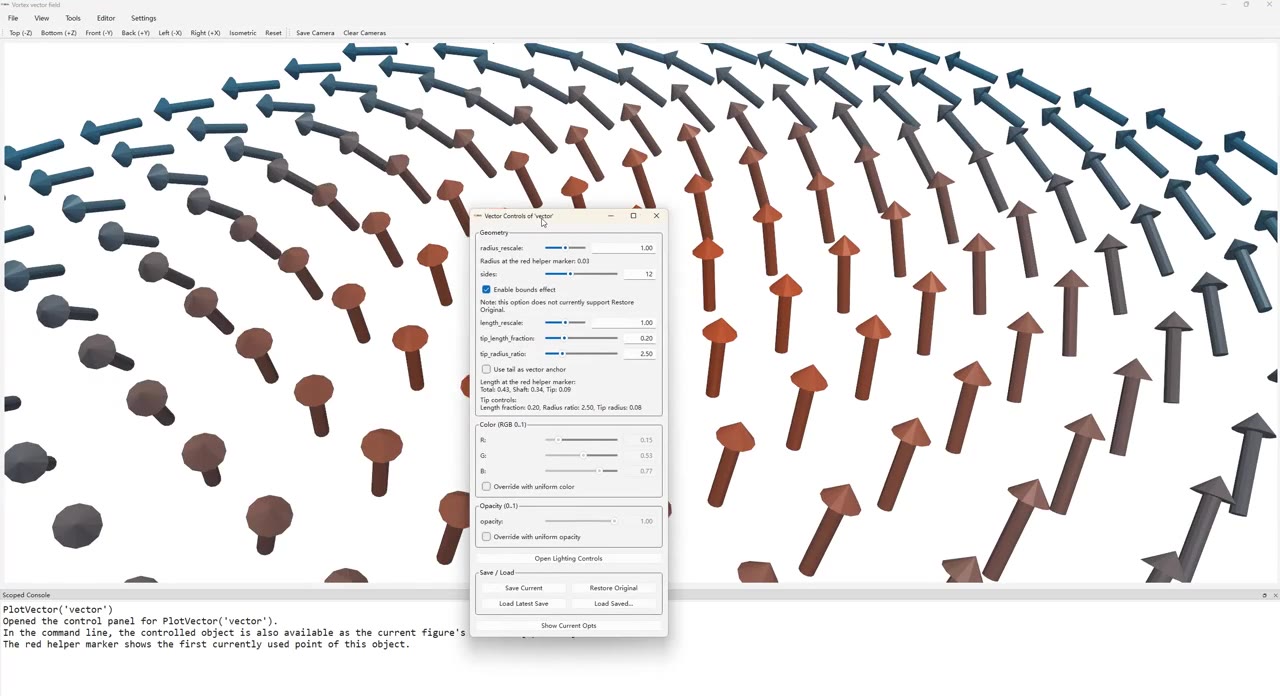 Vortex vector field
File View Tools Editor Settings
Top (-Z) Bottom (+Z) Front (-Y) Back (+Y) Left (-X) Right (+X) Isometric Reset Save Camera Clear Cameras
Vector Controls of 'vector'
Geometry
radius_rescale: 1.00
Radius at the red helper marker: 0.03
sides: 12
Enable bounds effect
Note: this option does not currently support Restore
Original.
length_rescale: 1.00
tip_length_fraction: 0.20
tip_radius_ratio: 2.50
Use tail as vector anchor
Length at the red helper marker:
Total: 0.43, Shaft: 0.34, Tip: 0.09
Tip controls:
Length fraction: 0.20, Radius ratio: 2.50, Tip radius: 0.08
Color (RGB 0..1)
R: 0.15
G: 0.53
B: 0.77
Override with uniform color
Opacity (0..1)
opacity: 1.00
Override with uniform opacity
Open Lighting Controls
Save / Load
Save Current Restore Original
Load Latest Save Load Saved...
Show Current Opts
Scoped Console
PlotVector('vector')
Opened the control panel for PlotVector('vector').
In the command line, the controlled object is also available as the current figure's
The red helper marker shows the first currently used point of this object.